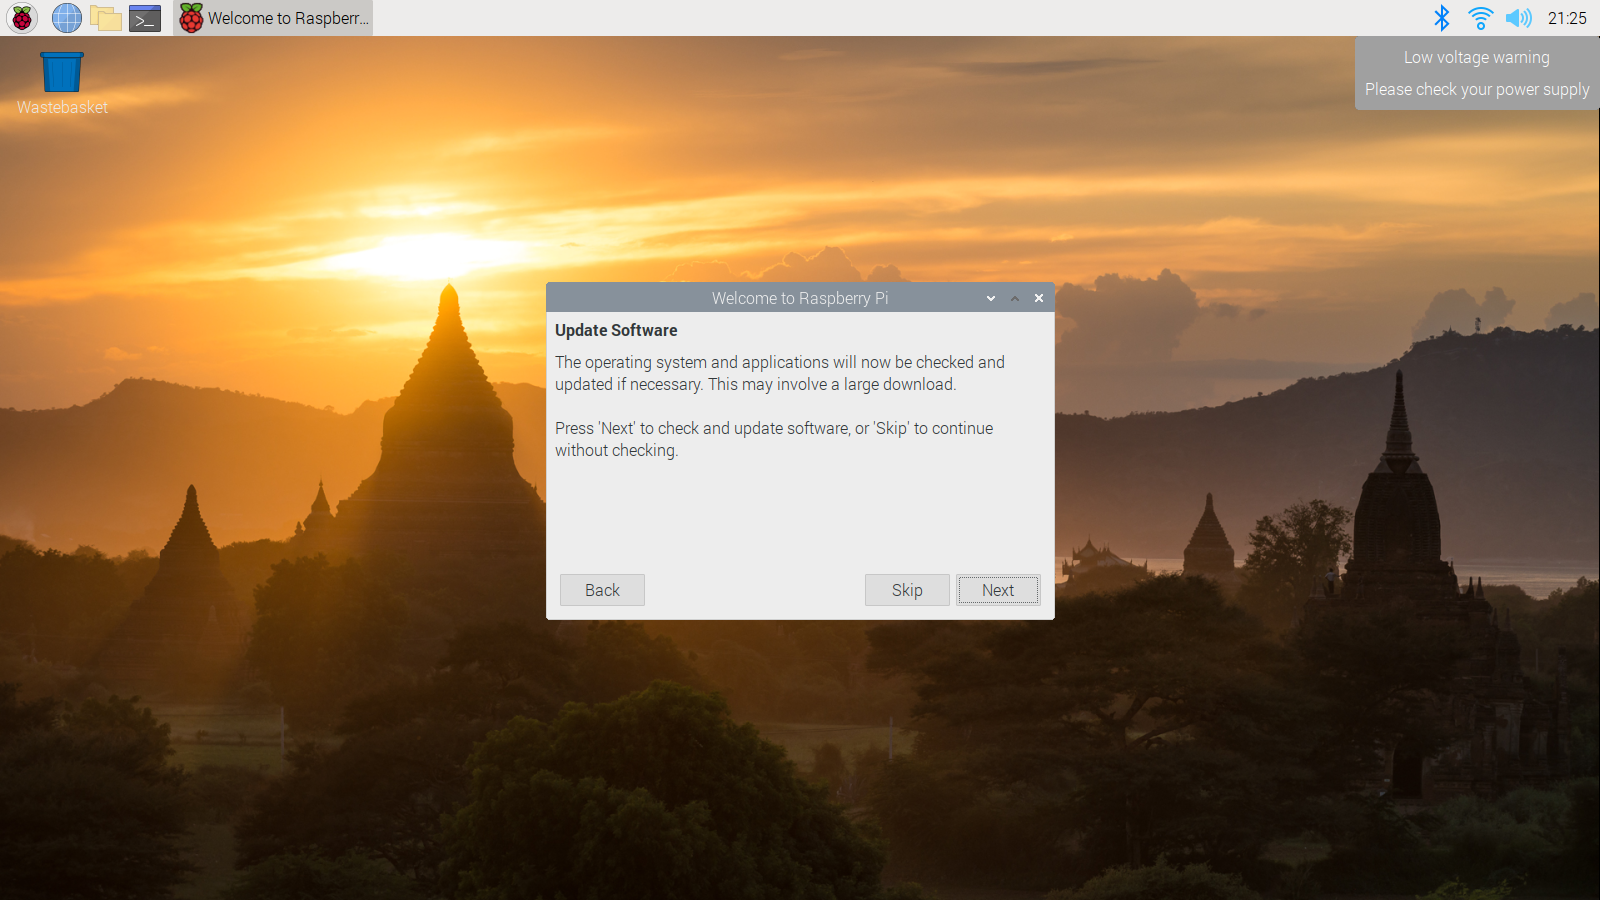 Welcome to Raspberr...
21:25
Low voltage warning
Please check your power supply
Wastebasket
Welcome to Raspberry Pi
Update Software
The operating system and applications will now be checked and
updated if necessary. This may involve a large download.
Press 'Next' to check and update software, or 'Skip' to continue
without checking.
Back
Skip
Next